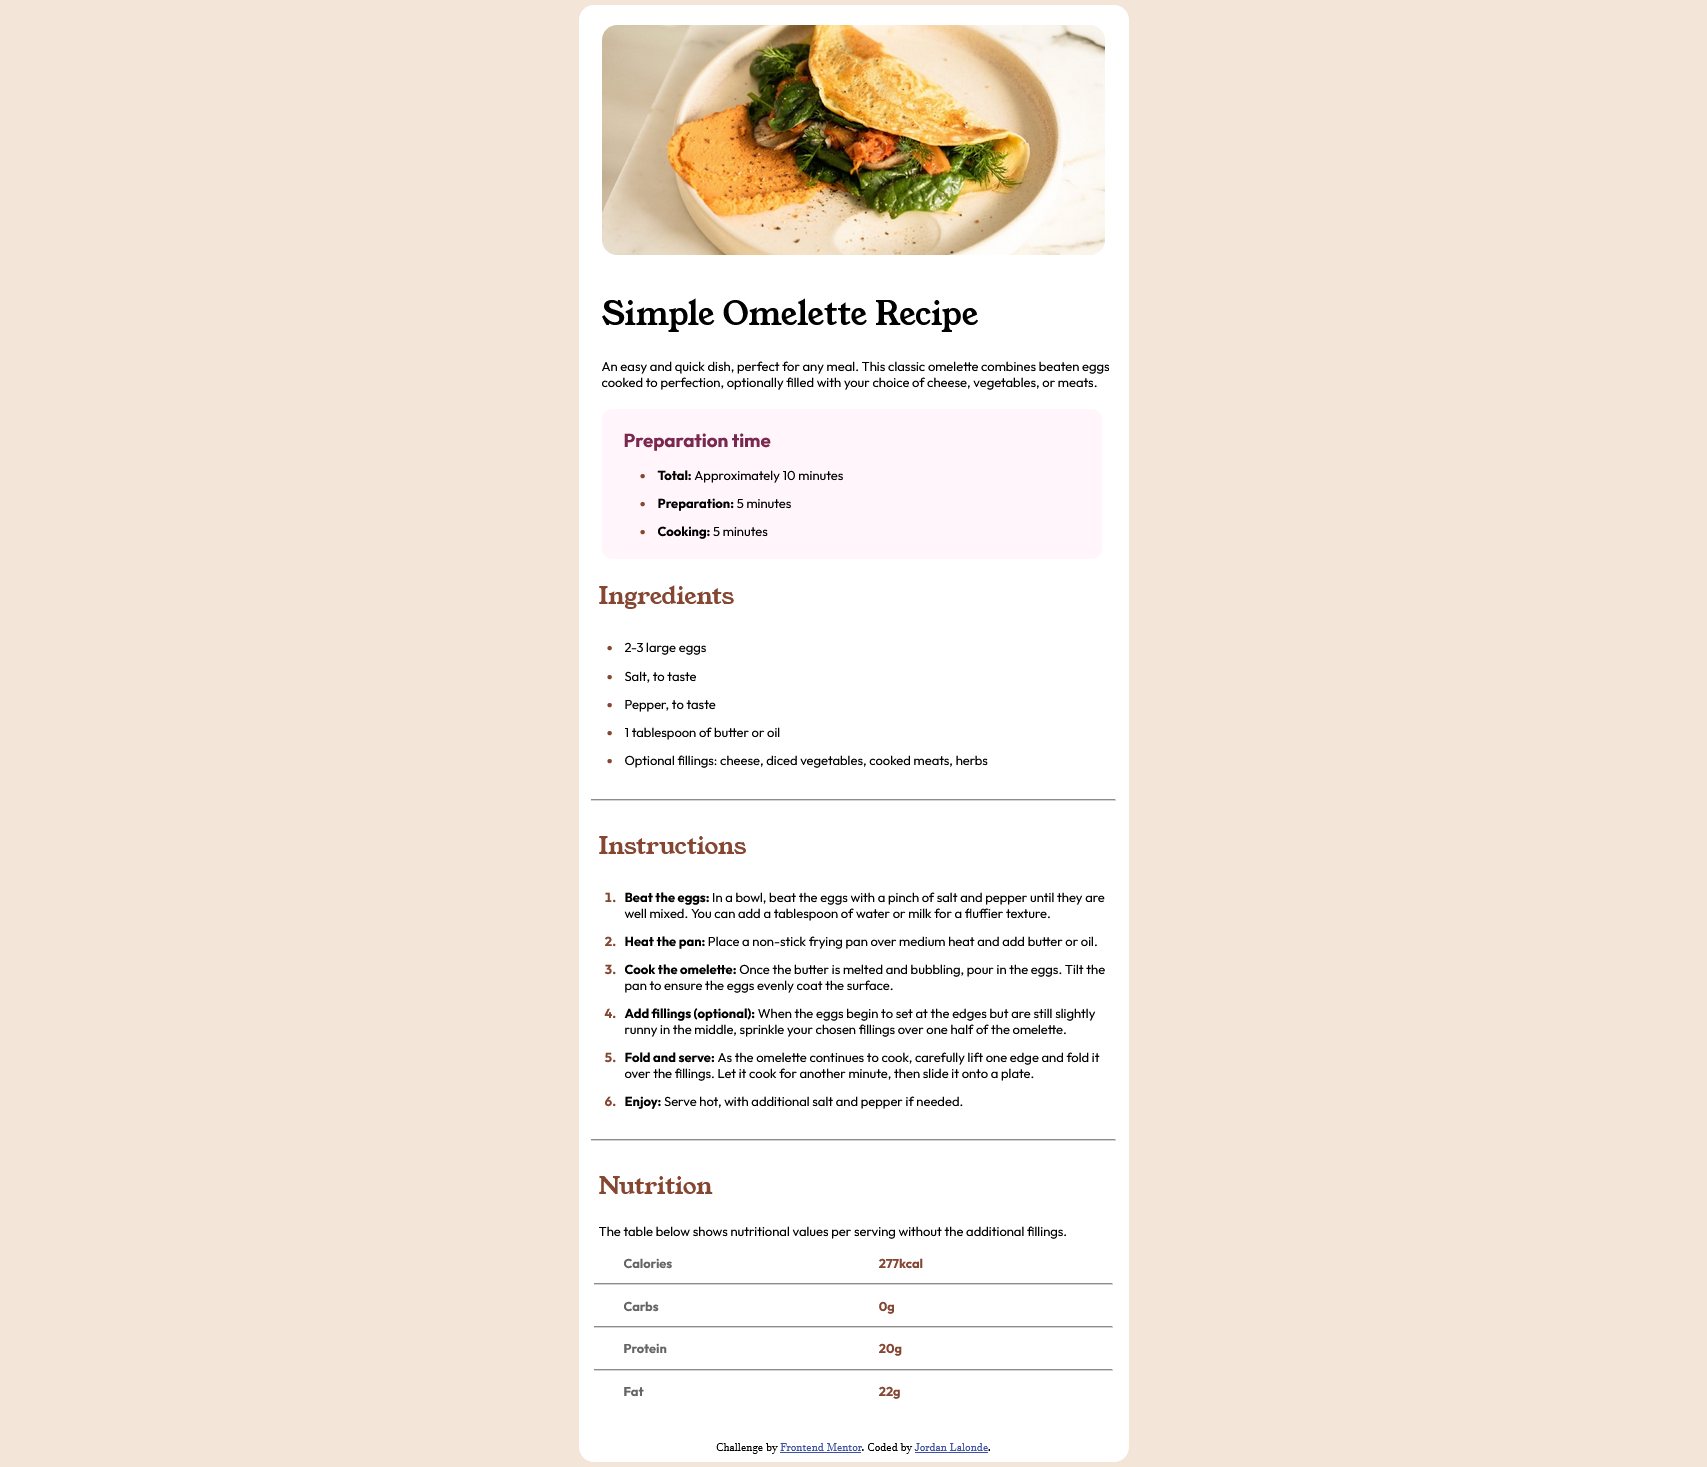 Simple Omelette Recipe
An easy and quick dish, perfect for any meal. This classic omelette combines beaten eggs
cooked to perfection, optionally filled with your choice of cheese, vegetables, or meats.
Preparation time
• Total: Approximately 10 minutes
• Preparation: 5 minutes
• Cooking: 5 minutes
Ingredients
• 2-3 large eggs
• Salt, to taste
• Pepper, to taste
• 1 tablespoon of butter or oil
• Optional fillings: cheese, diced vegetables, cooked meats, herbs
Instructions
1. Beat the eggs: In a bowl, beat the eggs with a pinch of salt and pepper until they are
well mixed. You can add a tablespoon of water or milk for a fluffier texture.
2. Heat the pan: Place a non-stick frying pan over medium heat and add butter or oil.
3. Cook the omelette: Once the butter is melted and bubbling, pour in the eggs. Tilt the
pan to ensure the eggs evenly coat the surface.
4. Add fillings (optional): When the eggs begin to set at the edges but are still slightly
runny in the middle, sprinkle your chosen fillings over one half of the omelette.
5. Fold and serve: As the omelette continues to cook, carefully lift one edge and fold it
over the fillings. Let it cook for another minute, then slide it onto a plate.
6. Enjoy: Serve hot, with additional salt and pepper if needed.
Nutrition
The table below shows nutritional values per serving without the additional fillings.
Calories 277kcal
Carbs 0g
Protein 20g
Fat 22g
Challenge by Frontend Mentor. Coded by Jordan Lalonde.